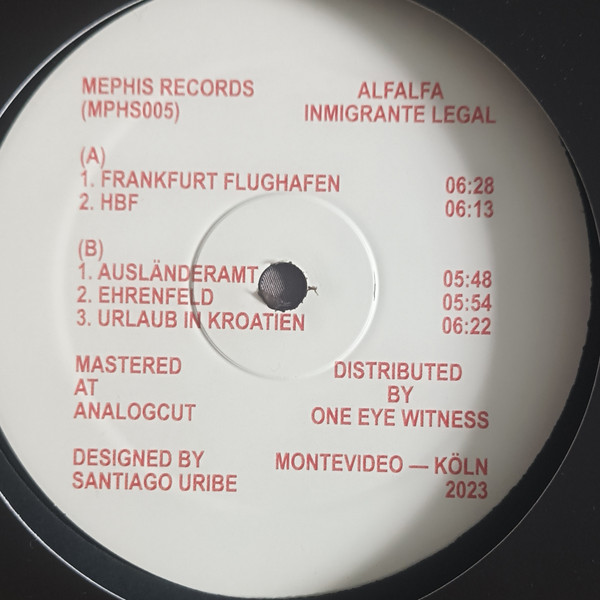 MEPHIS RECORDS
(MPHS005)
ALFALFA
INMIGRANTE LEGAL
(A)
1. FRANKFURT FLUGHAFEN 06:28
2. HBF 06:13
(B)
1. AUSLÄNDERAMT 05:48
2. EHRENFELD 05:54
3. URLAUB IN KROATIEN 06:22
MASTERED
AT
ANALOGCUT
DISTRIBUTED
BY
ONE EYE WITNESS
DESIGNED BY
SANTIAGO URIBE
MONTEVIDEO — KÖLN
2023